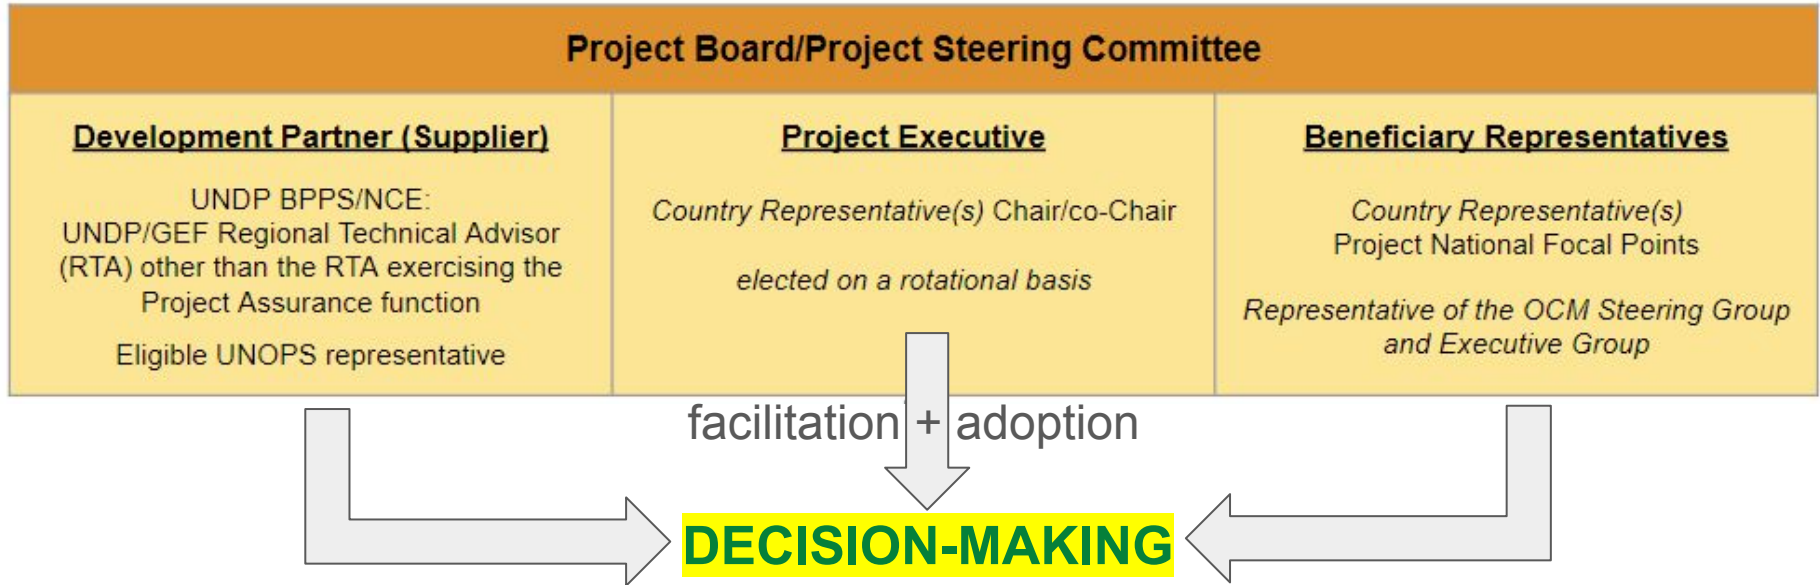 Project Board/Project Steering Committee
Development Partner (Supplier)
UNDP BPPS/NCE:
UNDP/GEF Regional Technical Advisor
(RTA) other than the RTA exercising the
Project Assurance function
Eligible UNOPS representative
Project Executive
Country Representative(s) Chair/co-Chair
elected on a rotational basis
Beneficiary Representatives
Country Representative(s)
Project National Focal Points
Representative of the OCM Steering Group
and Executive Group
facilitation + adoption
DECISION-MAKING